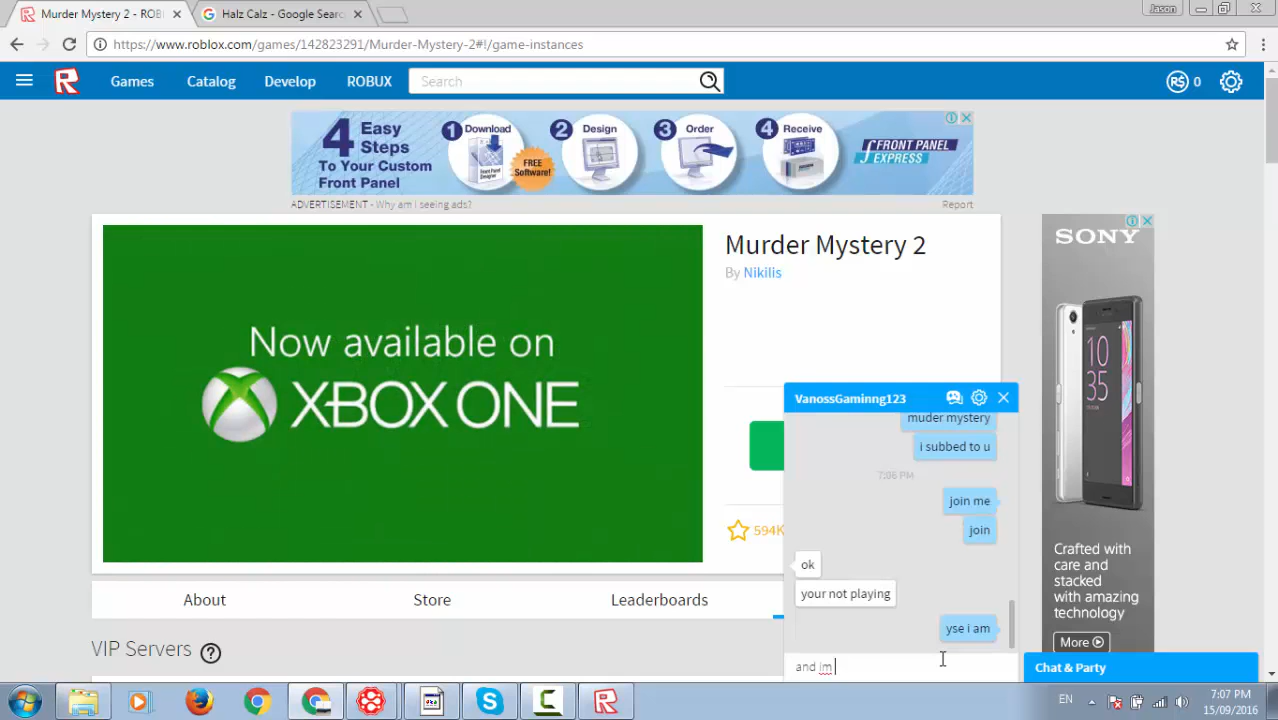 Murder Mystery 2 - ROB
Halz Calz - Google Sear
Jason
https://www.roblox.com/games/142823291/Murder-Mystery-2#!/game-instances
Games
Catalog
Develop
ROBUX
Search
R$ 0
4 Easy
Steps
To Your Custom
Front Panel
1 Download
FREE
Software!
2 Design
3 Order
4 Receive
FRONT PANEL
EXPRESS
ADVERTISEMENT - Why am I seeing ads?
Report
Now available on
XBOX ONE
Murder Mystery 2
By Nikilis
594K
SONY
10
35
Crafted with
care and
stacked
with amazing
technology
More
VanossGaminng123
muder mystery
i subbed to u
7:06 PM
join me
join
ok
your not playing
yse i am
and im
Chat & Party
About
Store
Leaderboards
VIP Servers ?
EN
7:07 PM
15/09/2016